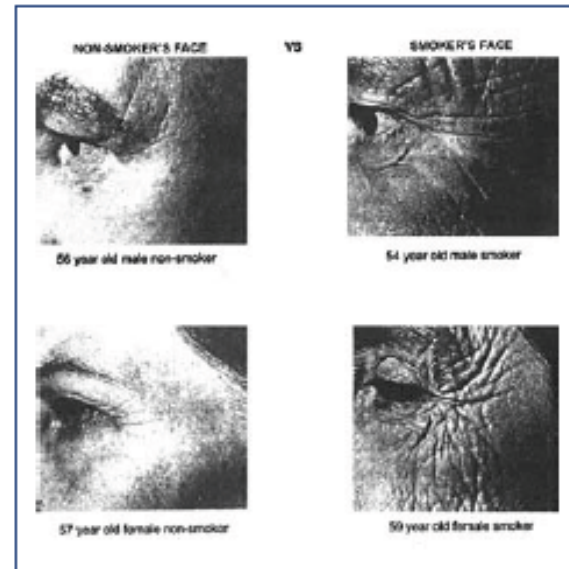 NON-SMOKER'S FACE VS SMOKER'S FACE
56 year old male non-smoker
54 year old male smoker
57 year old female non-smoker
59 year old female smoker